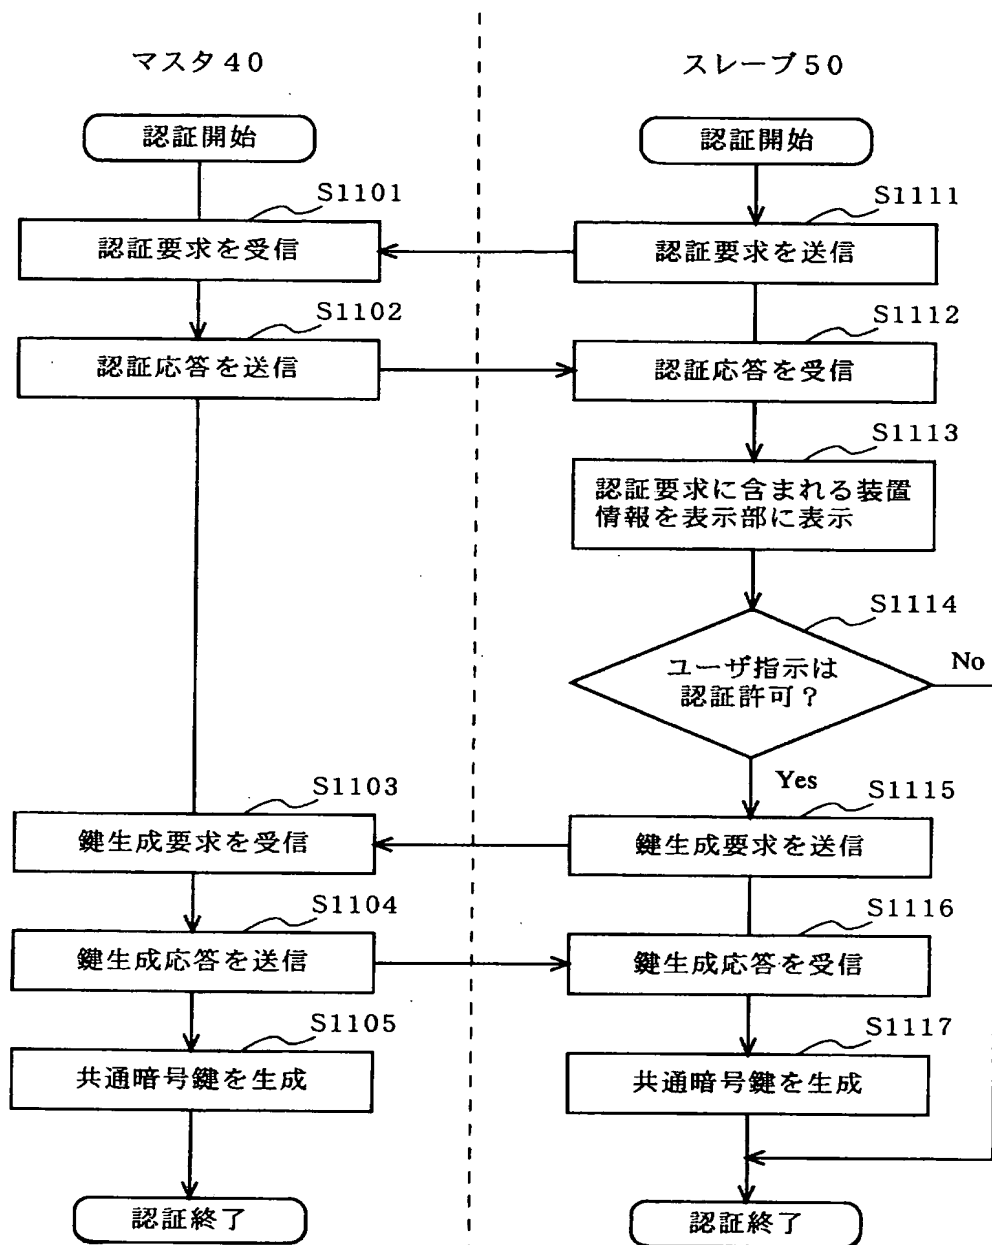 マスタ40
スレーブ50
認証開始
認証開始
S1101
認証要求を受信
S1111
認証要求を送信
S1102
認証応答を送信
S1112
認証応答を受信
S1113
認証要求に含まれる装置
情報を表示部に表示
S1114
ユーザ指示は
認証許可?
No
Yes
S1103
鍵生成要求を受信
S1115
鍵生成要求を送信
S1104
鍵生成応答を送信
S1116
鍵生成応答を受信
S1105
共通暗号鍵を生成
S1117
共通暗号鍵を生成
認証終了
認証終了